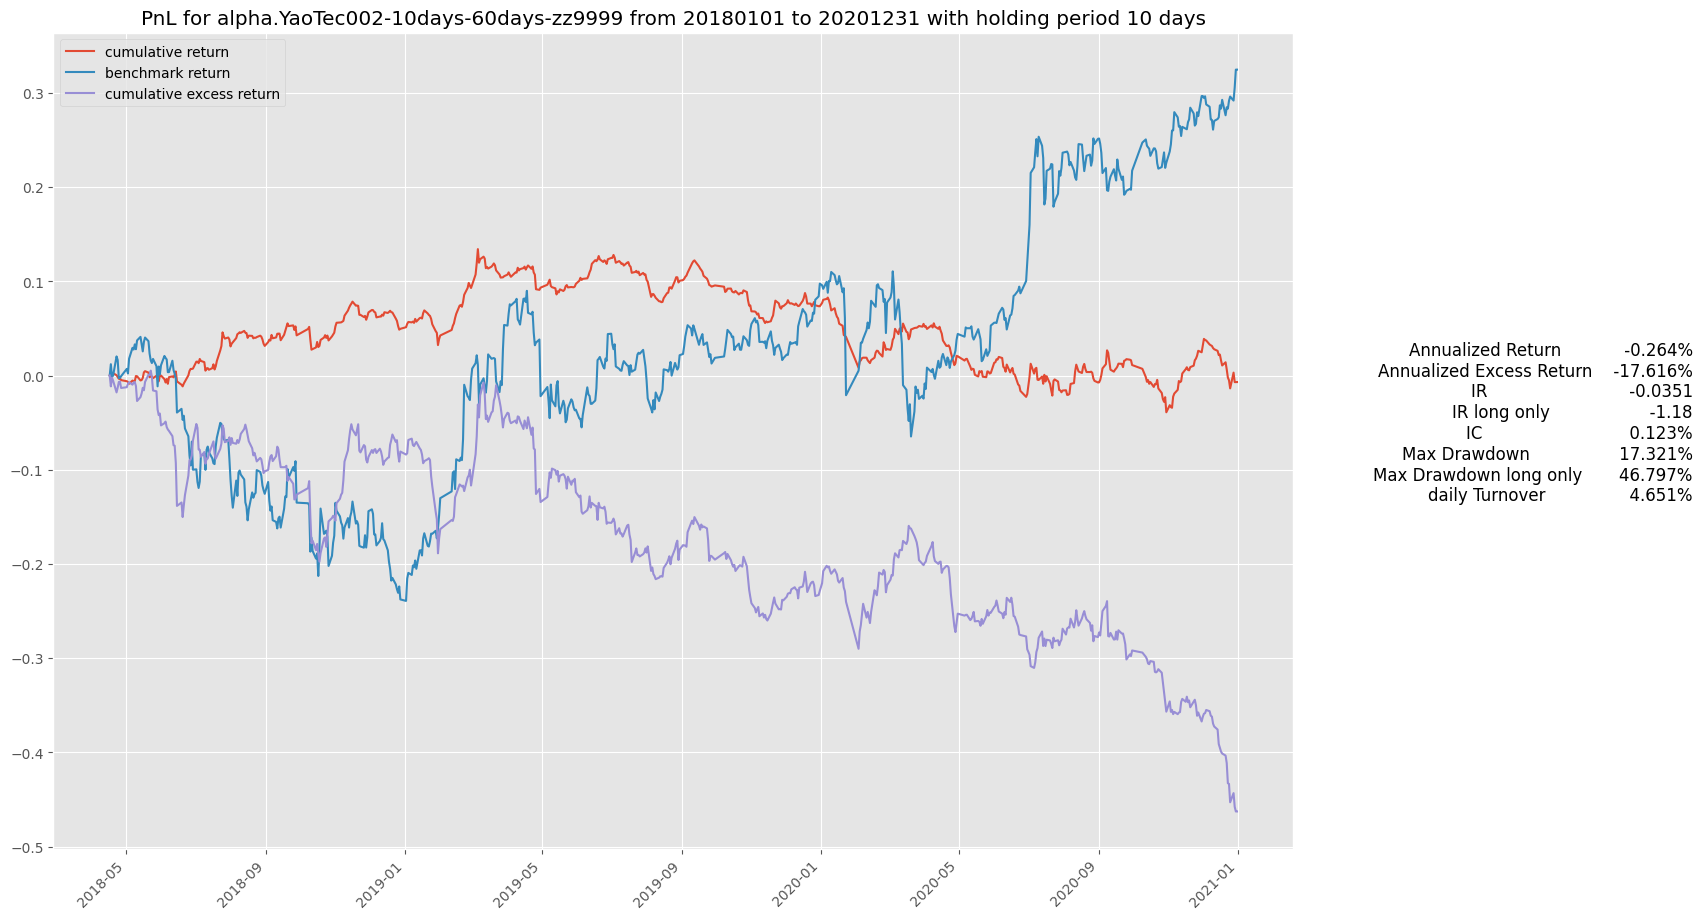 PnL for alpha.YaoTec002-10days-60days-zz9999 from 20180101 to 20201231 with holding period 10 days
cumulative return
benchmark return
cumulative excess return
0.3
0.2
0.1
0.0
−0.1
−0.2
−0.3
−0.4
−0.5
2018-05
2018-09
2019-01
2019-05
2019-09
2020-01
2020-05
2020-09
2021-01
Annualized Return -0.264%
Annualized Excess Return -17.616%
IR -0.0351
IR long only -1.18
IC 0.123%
Max Drawdown 17.321%
Max Drawdown long only 46.797%
daily Turnover 4.651%